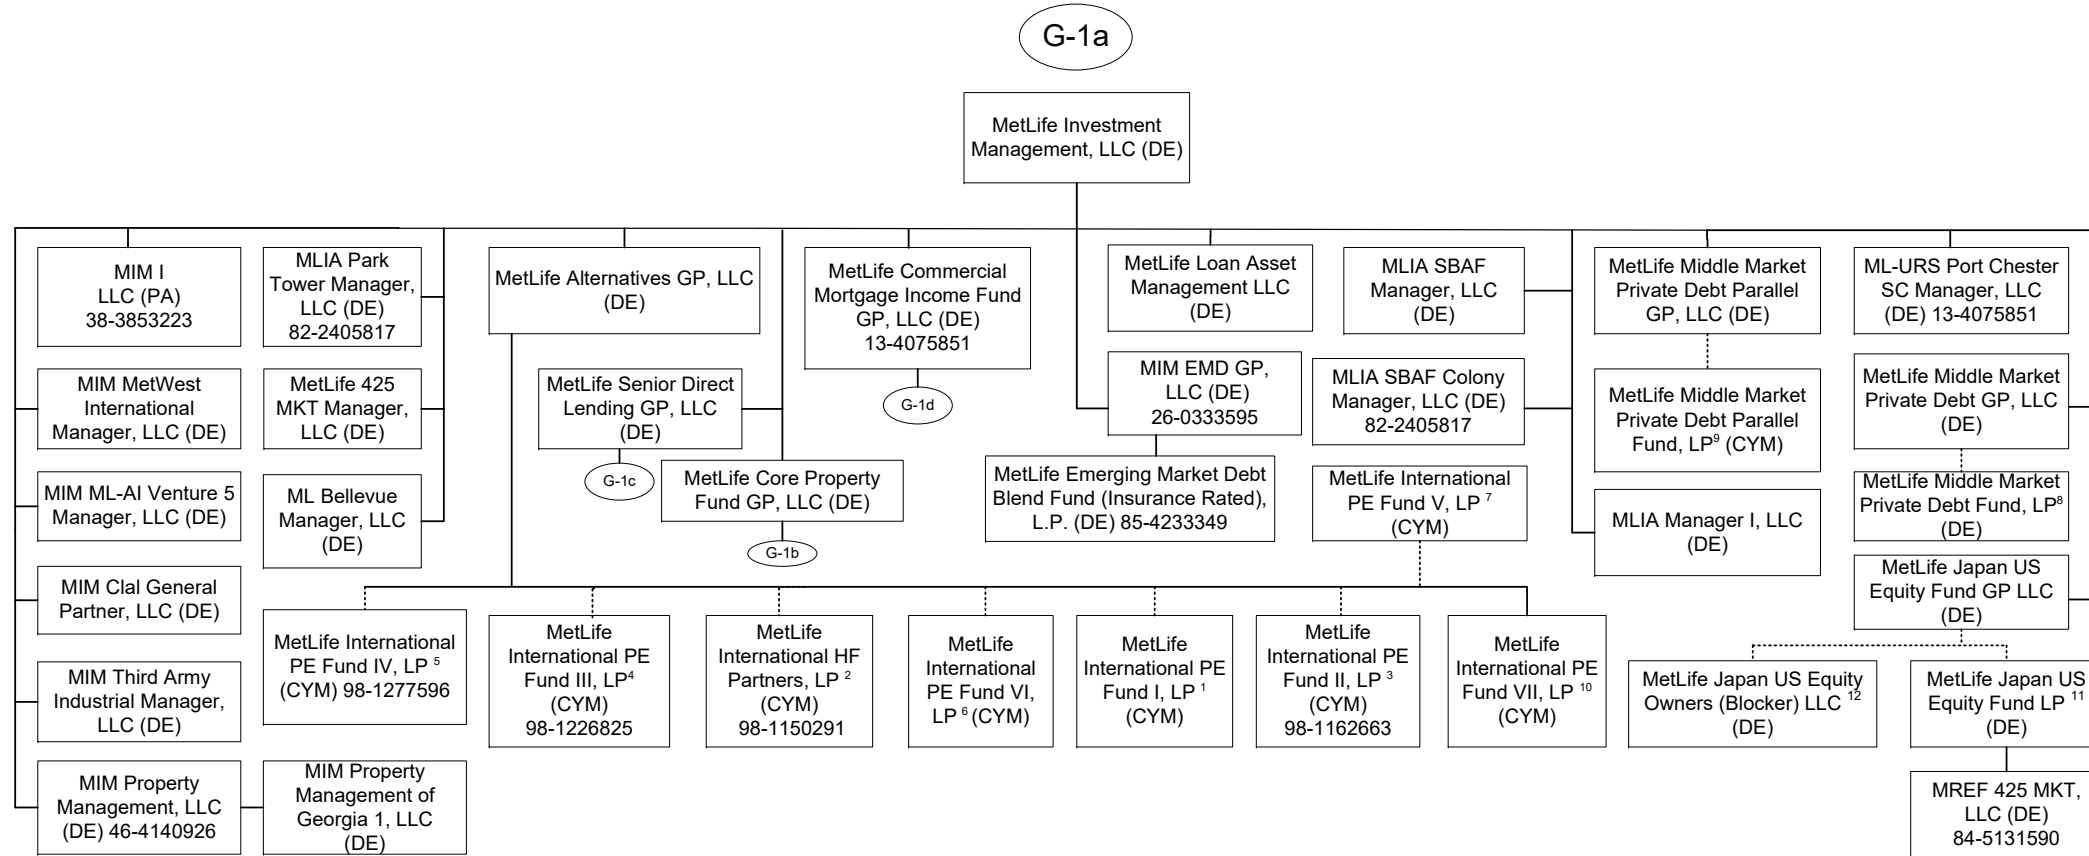 G-1a
MetLife Investment
Management, LLC (DE)
MIM I
LLC (PA)
38-3853223
MLIA Park
Tower Manager,
LLC (DE)
82-2405817
MetLife Alternatives GP, LLC
(DE)
MetLife Commercial
Mortgage Income Fund
GP, LLC (DE)
13-4075851
MetLife Loan Asset
Management LLC
(DE)
MLIA SBAF
Manager, LLC
(DE)
MetLife Middle Market
Private Debt Parallel
GP, LLC (DE)
ML-URS Port Chester
SC Manager, LLC
(DE) 13-4075851
MIM MetWest
International
Manager, LLC (DE)
MetLife 425
MKT Manager,
LLC (DE)
MetLife Senior Direct
Lending GP, LLC
(DE)
G-1d
MIM EMD GP,
LLC (DE)
26-0333595
MLIA SBAF Colony
Manager, LLC (DE)
82-2405817
MetLife Middle Market
Private Debt Parallel
Fund, LP⁹ (CYM)
MetLife Middle Market
Private Debt GP, LLC
(DE)
MIM ML-AI Venture 5
Manager, LLC (DE)
ML Bellevue
Manager, LLC
(DE)
G-1c
MetLife Core Property
Fund GP, LLC (DE)
G-1b
MetLife Emerging Market Debt
Blend Fund (Insurance Rated),
L.P. (DE) 85-4233349
MetLife International
PE Fund V, LP ⁷
(CYM)
MLIA Manager I, LLC
(DE)
MetLife Middle Market
Private Debt Fund, LP⁸
(DE)
MIM Clal General
Partner, LLC (DE)
MetLife Japan US
Equity Fund GP LLC
(DE)
MetLife International
PE Fund IV, LP ⁵
(CYM) 98-1277596
MetLife
International PE
Fund III, LP⁴
(CYM)
98-1226825
MetLife
International HF
Partners, LP ²
(CYM)
98-1150291
MetLife
International
PE Fund VI,
LP ⁶ (CYM)
MetLife
International PE
Fund I, LP ¹
(CYM)
MetLife
International PE
Fund II, LP ³
(CYM)
98-1162663
MetLife
International PE
Fund VII, LP ¹⁰
(CYM)
MIM Third Army
Industrial Manager,
LLC (DE)
MetLife Japan US Equity
Owners (Blocker) LLC ¹²
(DE)
MetLife Japan US
Equity Fund LP ¹¹
(DE)
MIM Property
Management, LLC
(DE) 46-4140926
MIM Property
Management of
Georgia 1, LLC
(DE)
MREF 425 MKT,
LLC (DE)
84-5131590